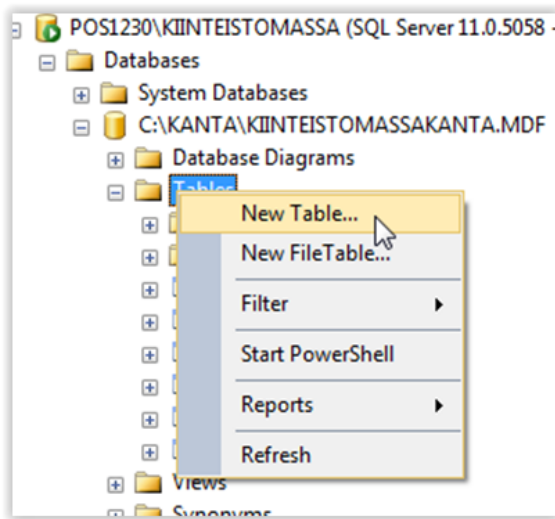 POS1230\KIINTEISTOMASSA (SQL Server 11.0.5058 -
Databases
System Databases
C:\KANTA\KIINTEISTOMASSAKANTA.MDF
Database Diagrams
Tables
New Table...
New FileTable...
Filter
Start PowerShell
Reports
Refresh
Views
Synonyms